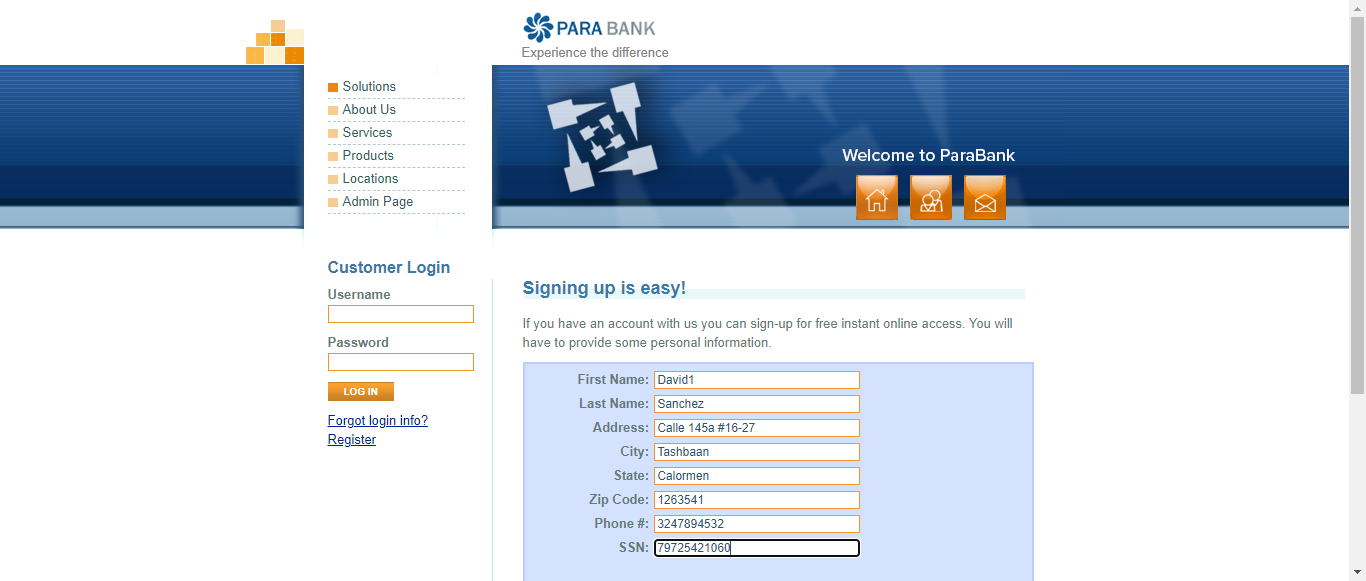 PARA BANK
Experience the difference
Solutions
About Us
Services
Products
Locations
Admin Page
Welcome to ParaBank
Customer Login
Username
Password
LOG IN
Forgot login info?
Register
Signing up is easy!
If you have an account with us you can sign-up for free instant online access. You will
have to provide some personal information.
First Name: David1
Last Name: Sanchez
Address: Calle 145a #16-27
City: Tashbaan
State: Calormen
Zip Code: 1263541
Phone #: 3247894532
SSN: 79725421060